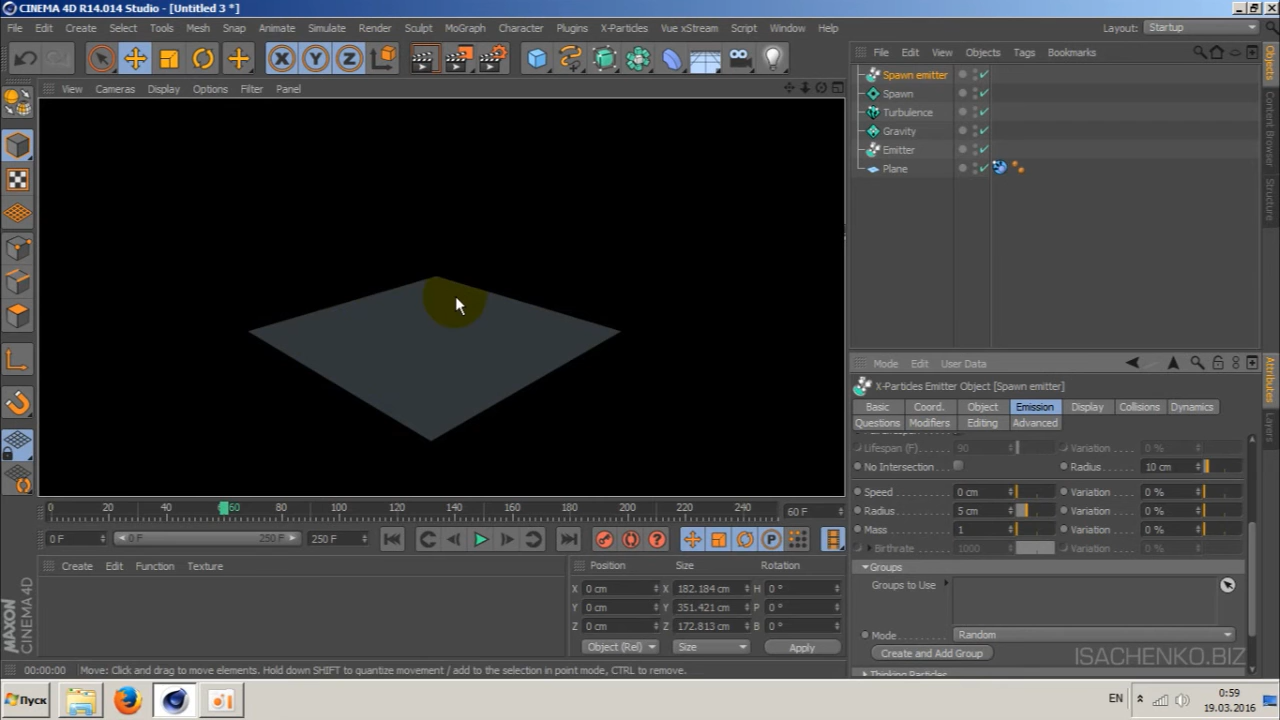 CINEMA 4D R14.014 Studio - [Untitled 3 *]
File Edit Create Select Tools Mesh Snap Animate Simulate Render Sculpt MoGraph Character Plugins X-Particles Vue xStream Script Window Help
Layout: Startup
X Y Z
File Edit View Objects Tags Bookmarks
View Cameras Display Options Filter Panel
Spawn emitter
Spawn
Turbulence
Gravity
Emitter
Plane
Objects
Content Browser
Structure
Mode Edit User Data
X-Particles Emitter Object [Spawn emitter]
Basic Coord. Object Emission Display Collisions Dynamics
Questions Modifiers Editing Advanced
Lifespan (F) 90 Variation . . . . 0 %
No Intersection Radius . . . . . 10 cm
Speed 0 cm Variation . . . . 0 %
Radius 5 cm Variation . . . . 0 %
Mass 1 Variation . . . . 0 %
Birthrate 1000 Variation . . . . 0 %
Groups
Groups to Use
Mode Random
Create and Add Group
ISACHENKO.BIZ
Attributes
Layers
0 20 40 60 80 100 120 140 160 180 200 220 240 60 F
0 F 0 F 250 F 250 F
P
Create Edit Function Texture
Position Size Rotation
X 0 cm X 182.184 cm H 0 °
Y 0 cm Y 351.421 cm P 0 °
Z 0 cm Z 172.813 cm B 0 °
Object (Rel) Size Apply
MAXON
CINEMA 4D
00:00:00 Move: Click and drag to move elements. Hold down SHIFT to quantize movement / add to the selection in point mode, CTRL to remove.
Пуск
EN
0:59
19.03.2016